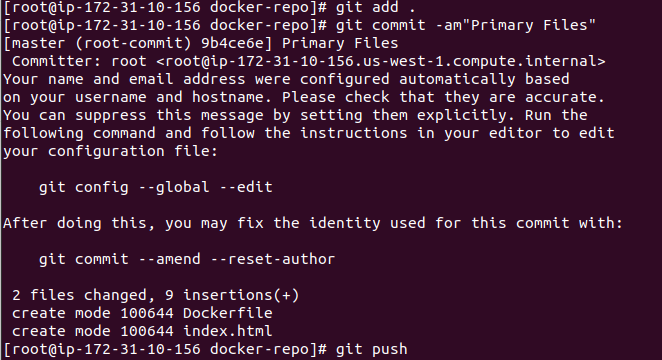 [root@ip-172-31-10-156 docker-repo]# git add .
[root@ip-172-31-10-156 docker-repo]# git commit -am"Primary Files"
[master (root-commit) 9b4ce6e] Primary Files
 Committer: root <root@ip-172-31-10-156.us-west-1.compute.internal>
Your name and email address were configured automatically based
on your username and hostname. Please check that they are accurate.
You can suppress this message by setting them explicitly. Run the
following command and follow the instructions in your editor to edit
your configuration file:

    git config --global --edit

After doing this, you may fix the identity used for this commit with:

    git commit --amend --reset-author

 2 files changed, 9 insertions(+)
 create mode 100644 Dockerfile
 create mode 100644 index.html
[root@ip-172-31-10-156 docker-repo]# git push